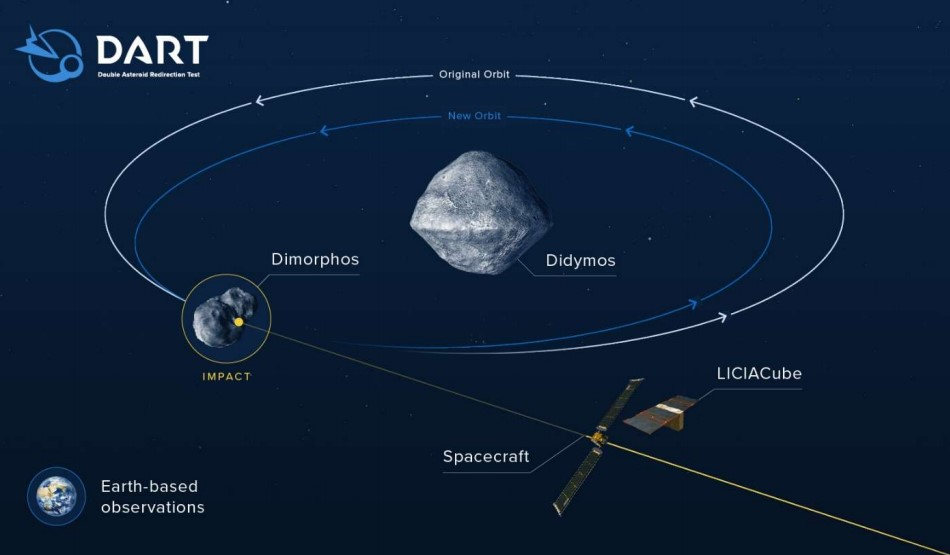 DART
Double Asteroid Redirection Test
Original Orbit
New Orbit
Dimorphos
Didymos
IMPACT
LICIACube
Spacecraft
Earth-based
observations